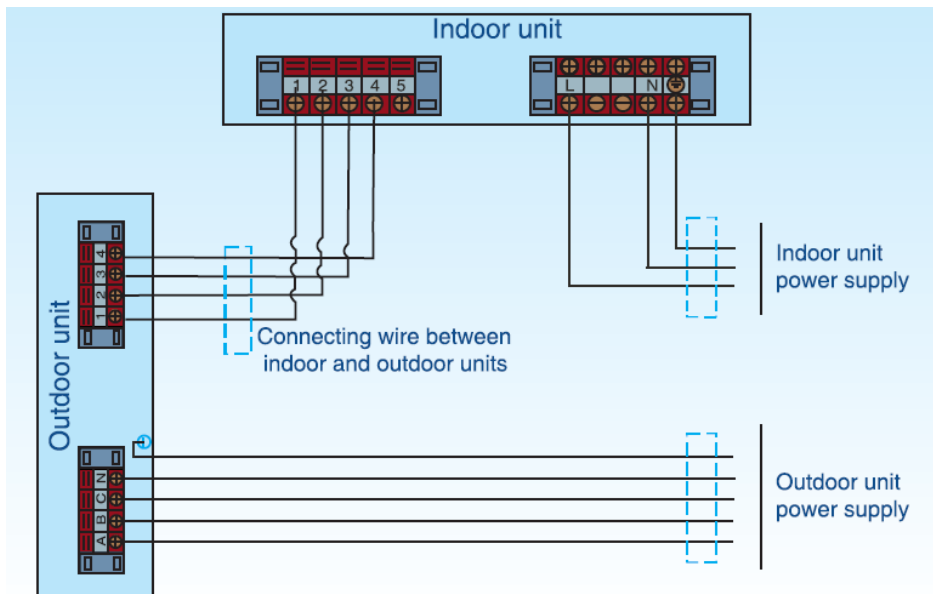 Indoor unit
1 2 3 4 5
L N
4
3
2
1
Outdoor unit
Connecting wire between
indoor and outdoor units
Indoor unit
power supply
N
C
B
A
Outdoor unit
power supply